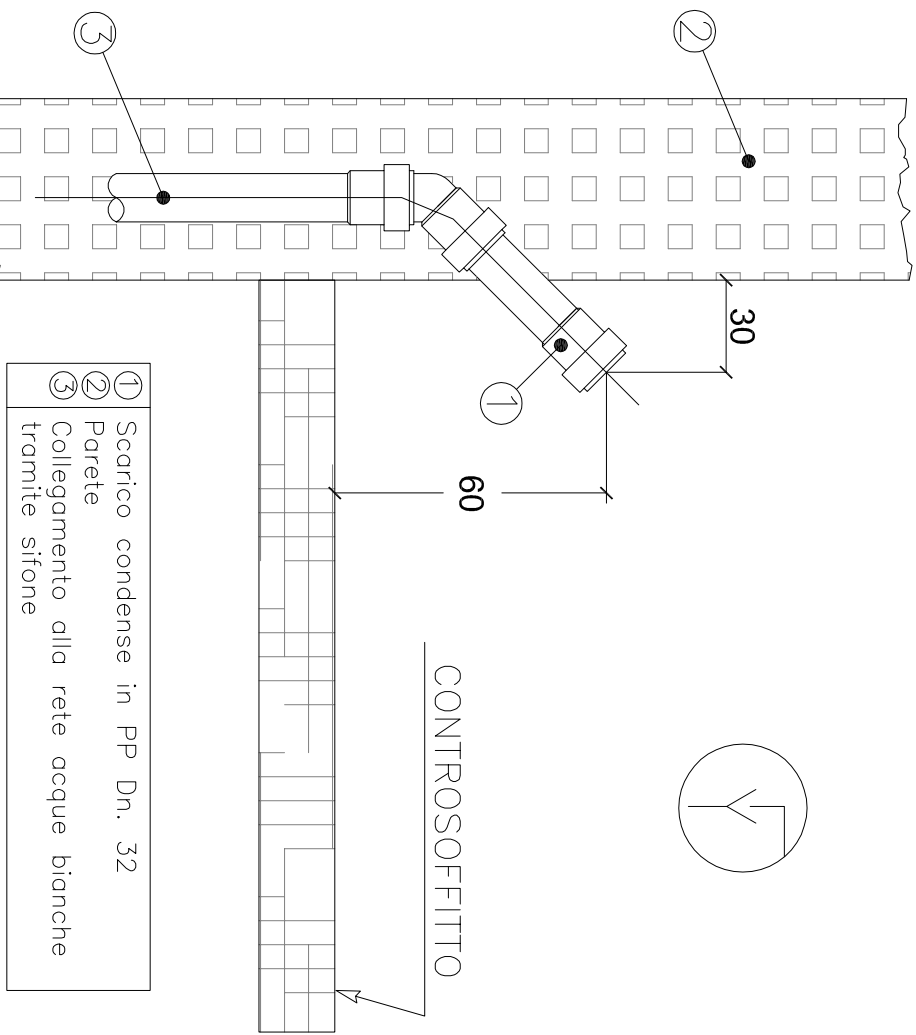 3
2
30
1
60
CONTROSOFFITTO
1 Scarico condense in PP Dn. 32
2 Parete
3 Collegamento alla rete acque bianche
tramite sifone